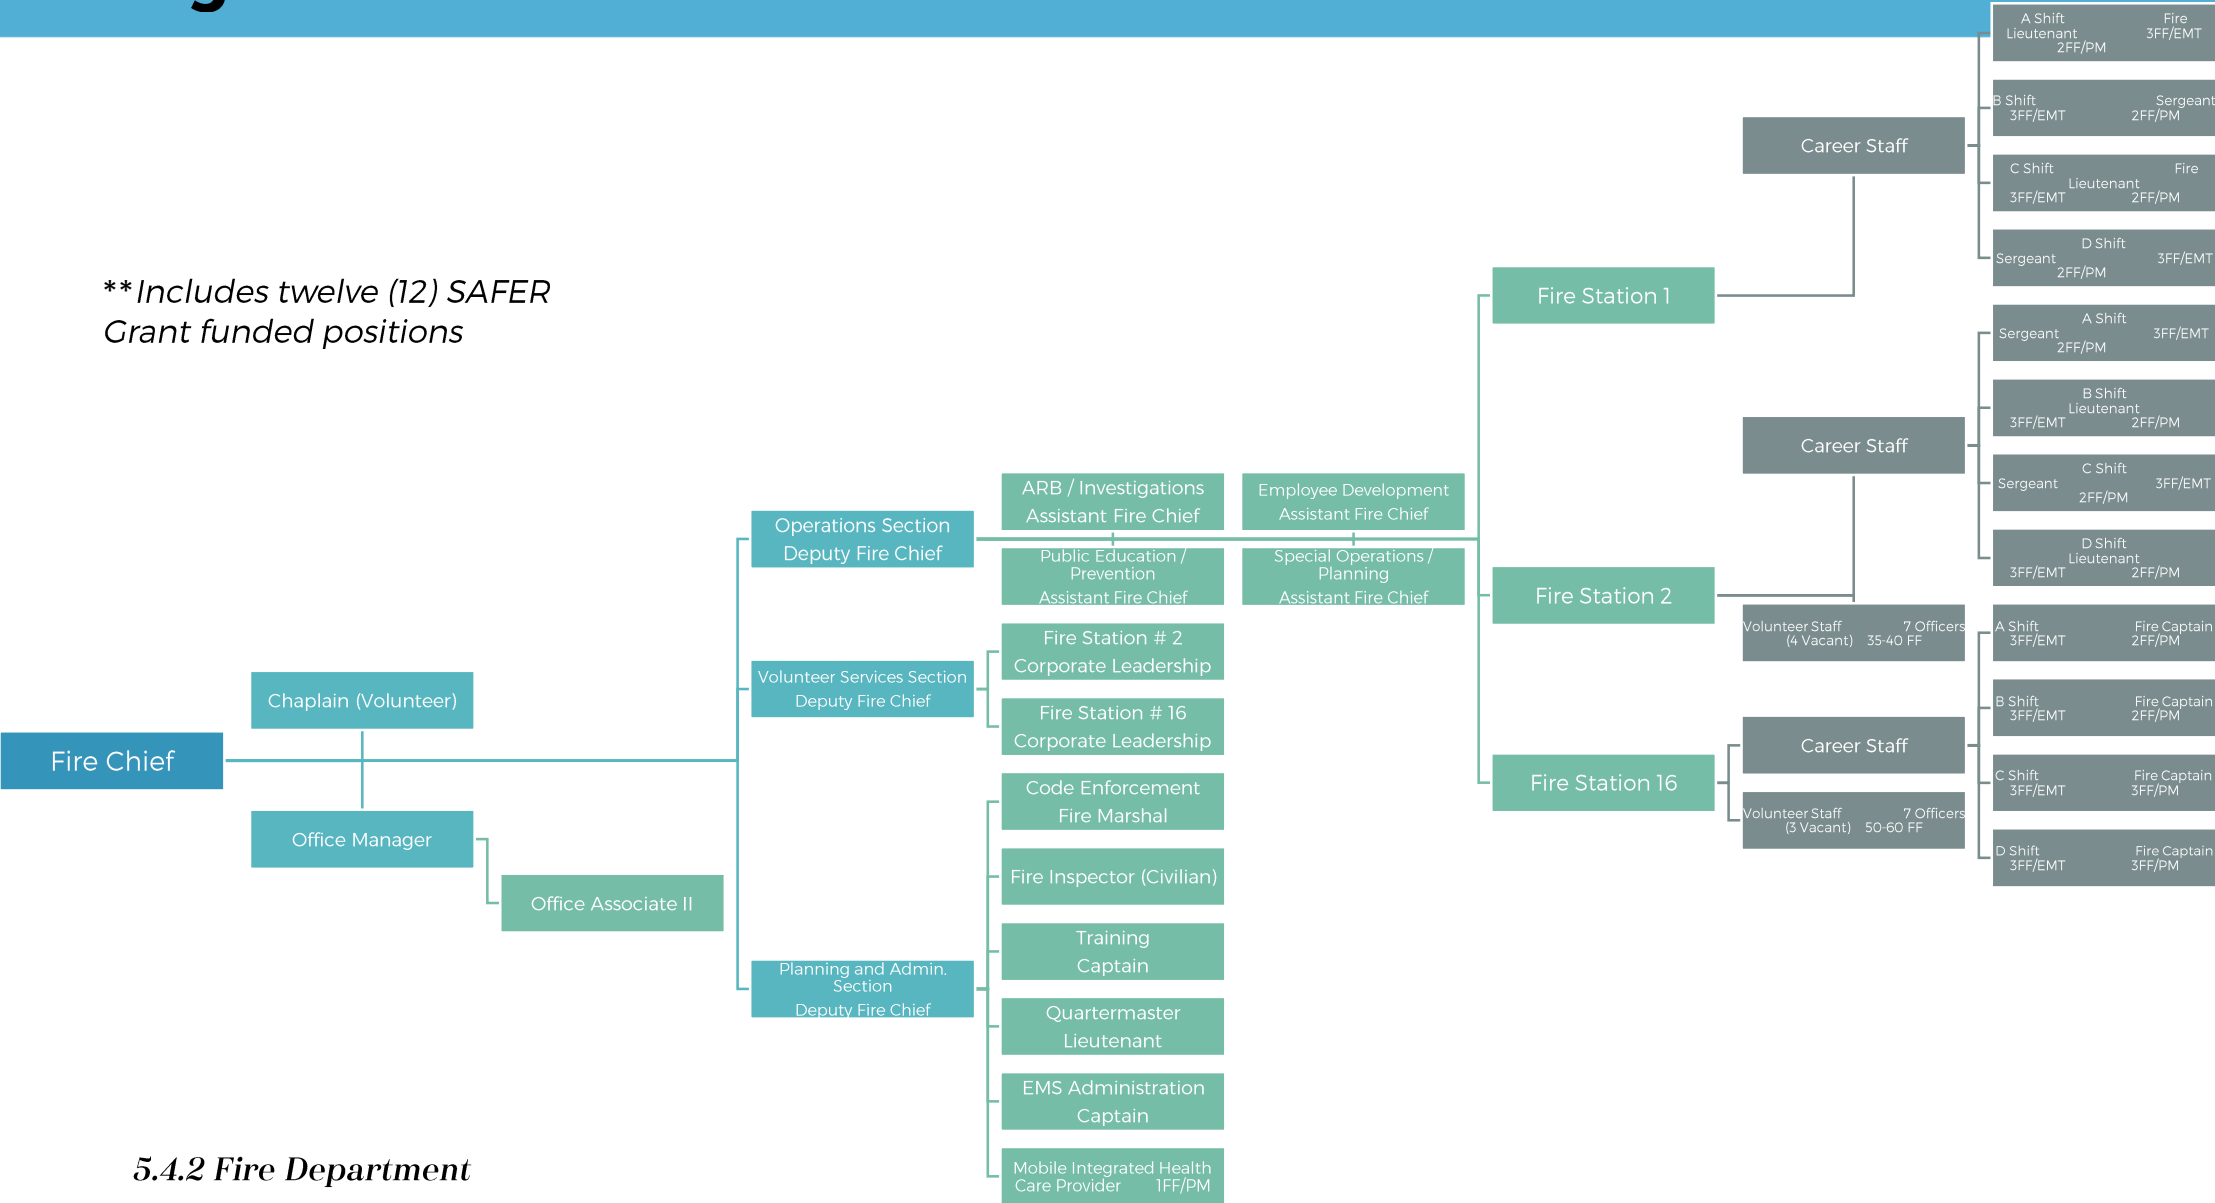 A Shift Fire
Lieutenant 3FF/EMT
2FF/PM
B Shift Sergeant
3FF/EMT 2FF/PM
Career Staff
C Shift Fire
Lieutenant
3FF/EMT 2FF/PM
D Shift
Sergeant 3FF/EMT
2FF/PM
**Includes twelve (12) SAFER
Grant funded positions
Fire Station 1
A Shift
Sergeant 3FF/EMT
2FF/PM
B Shift
Lieutenant
3FF/EMT 2FF/PM
Career Staff
C Shift
Sergeant 3FF/EMT
2FF/PM
D Shift
Lieutenant
3FF/EMT 2FF/PM
ARB / Investigations
Assistant Fire Chief
Employee Development
Assistant Fire Chief
Operations Section
Deputy Fire Chief
Public Education /
Prevention
Assistant Fire Chief
Special Operations /
Planning
Assistant Fire Chief
Fire Station 2
Volunteer Staff 7 Officers
(4 Vacant) 35-40 FF
Fire Station # 2
Corporate Leadership
Volunteer Services Section
Deputy Fire Chief
Fire Station # 16
Corporate Leadership
A Shift Fire Captain
3FF/EMT 2FF/PM
B Shift Fire Captain
3FF/EMT 2FF/PM
Career Staff
C Shift Fire Captain
3FF/EMT 3FF/PM
D Shift Fire Captain
3FF/EMT 3FF/PM
Fire Station 16
Volunteer Staff 7 Officers
(3 Vacant) 50-60 FF
Chaplain (Volunteer)
Fire Chief
Office Manager
Office Associate II
Code Enforcement
Fire Marshal
Fire Inspector (Civilian)
Training
Captain
Planning and Admin.
Section
Deputy Fire Chief
Quartermaster
Lieutenant
EMS Administration
Captain
Mobile Integrated Health
Care Provider 1FF/PM
5.4.2 Fire Department